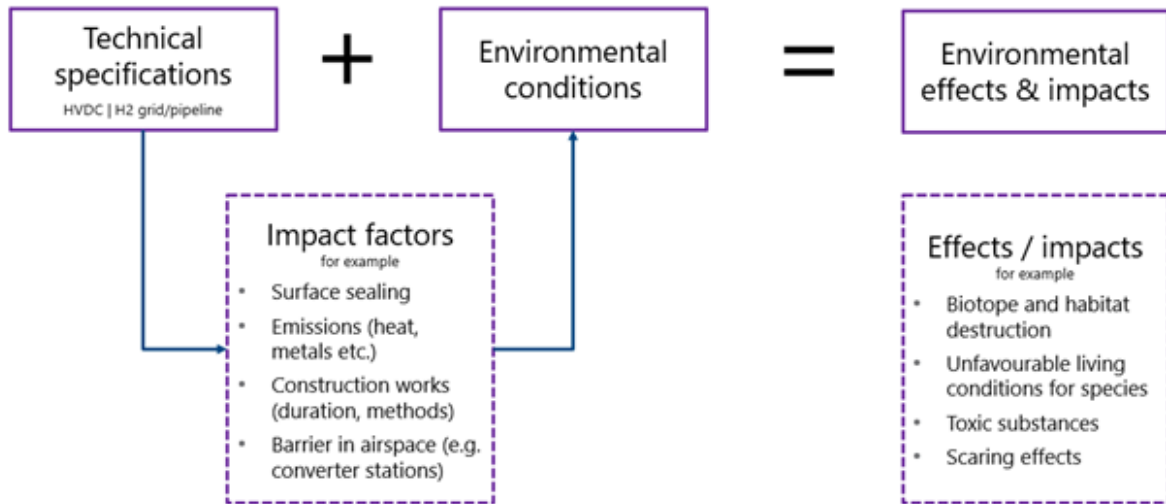 Technical
specifications
HVDC | H2 grid/pipeline
+
Environmental
conditions
=
Environmental
effects & impacts
Impact factors
for example
• Surface sealing
• Emissions (heat,
metals etc.)
• Construction works
(duration, methods)
• Barrier in airspace (e.g.
converter stations)
Effects / impacts
for example
• Biotope and habitat
destruction
• Unfavourable living
conditions for species
• Toxic substances
• Scaring effects